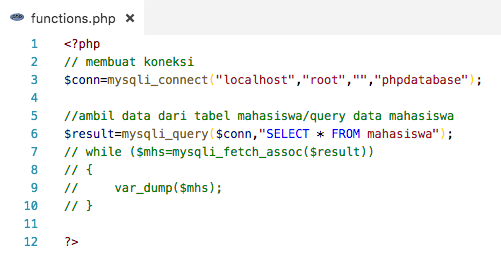 functions.php ×
1 <?php
2 // membuat koneksi
3 $conn=mysqli_connect("localhost","root","","phpdatabase");
4
5 //ambil data dari tabel mahasiswa/query data mahasiswa
6 $result=mysqli_query($conn,"SELECT * FROM mahasiswa");
7 // while ($mhs=mysqli_fetch_assoc($result))
8 // {
9 //     var_dump($mhs);
10 // }
11
12 ?>